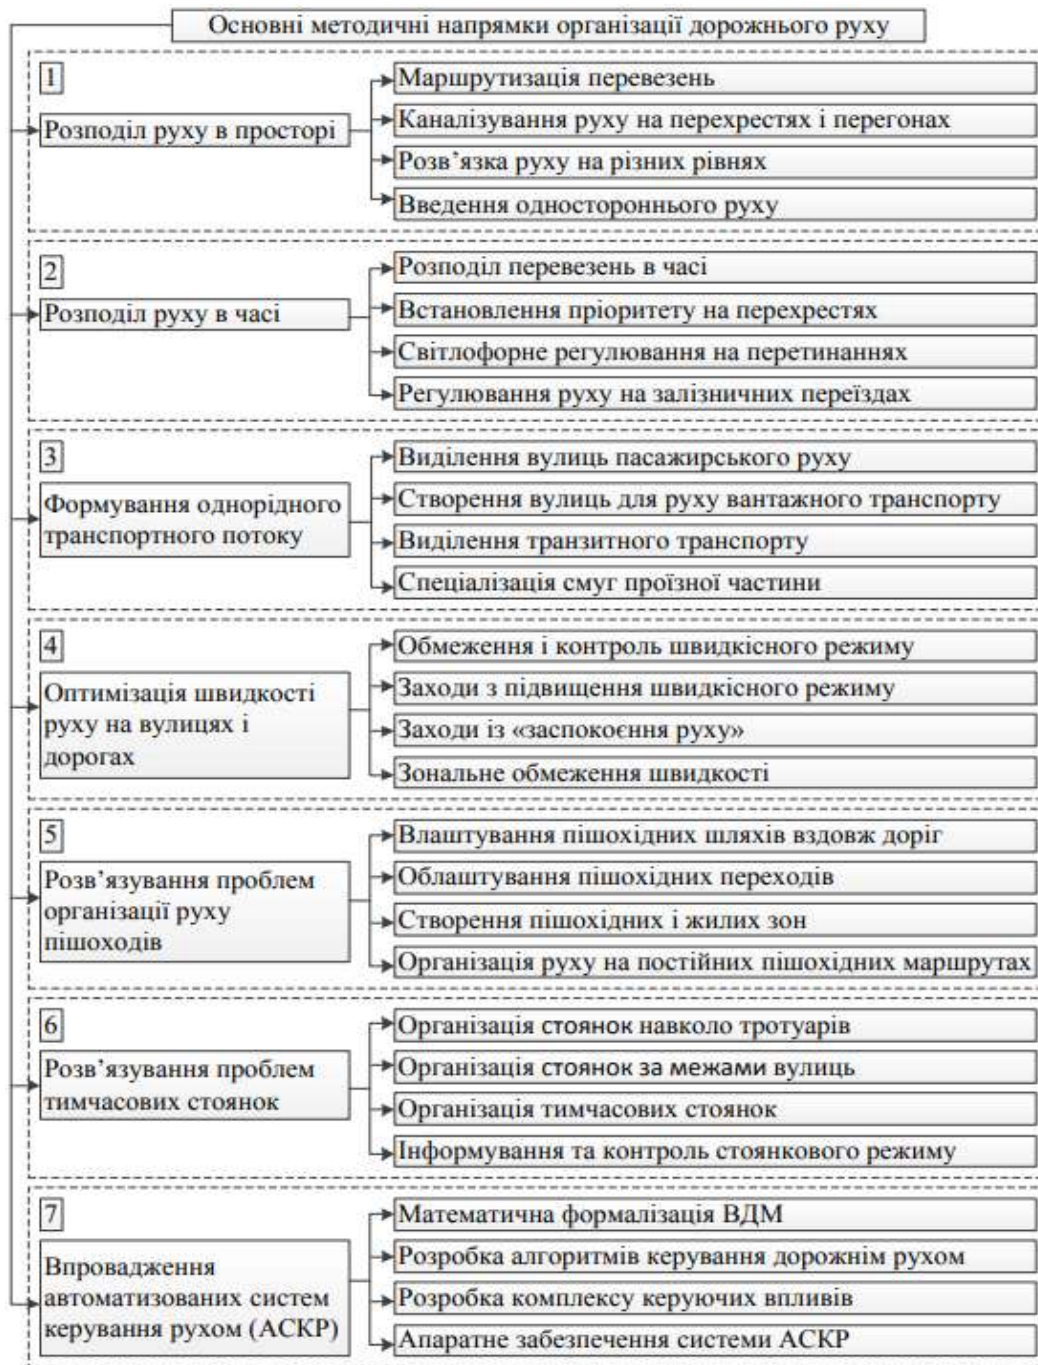 Основні методичні напрямки організації дорожнього руху
1
Розподіл руху в просторі
Маршрутизація перевезень
Каналізування руху на перехрестях і перегонах
Розв’язка руху на різних рівнях
Введення одностороннього руху
2
Розподіл руху в часі
Розподіл перевезень в часі
Встановлення пріоритету на перехрестях
Світлофорне регулювання на перетинаннях
Регулювання руху на залізничних переїздах
3
Формування однорідного
транспортного потоку
Виділення вулиць пасажирського руху
Створення вулиць для руху вантажного транспорту
Виділення транзитного транспорту
Спеціалізація смуг проїзної частини
4
Оптимізація швидкості
руху на вулицях і
дорогах
Обмеження і контроль швидкісного режиму
Заходи з підвищення швидкісного режиму
Заходи із «заспокоєння руху»
Зональне обмеження швидкості
5
Розв’язування проблем
організації руху
пішоходів
Влаштування пішохідних шляхів вздовж доріг
Облаштування пішохідних переходів
Створення пішохідних і жилих зон
Організація руху на постійних пішохідних маршрутах
6
Розв’язування проблем
тимчасових стоянок
Організація стоянок навколо тротуарів
Організація стоянок за межами вулиць
Організація тимчасових стоянок
Інформування та контроль стоянкового режиму
7
Впровадження
автоматизованих систем
керування рухом (АСКР)
Математична формалізація ВДМ
Розробка алгоритмів керування дорожнім рухом
Розробка комплексу керуючих впливів
Апаратне забезпечення системи АСКР